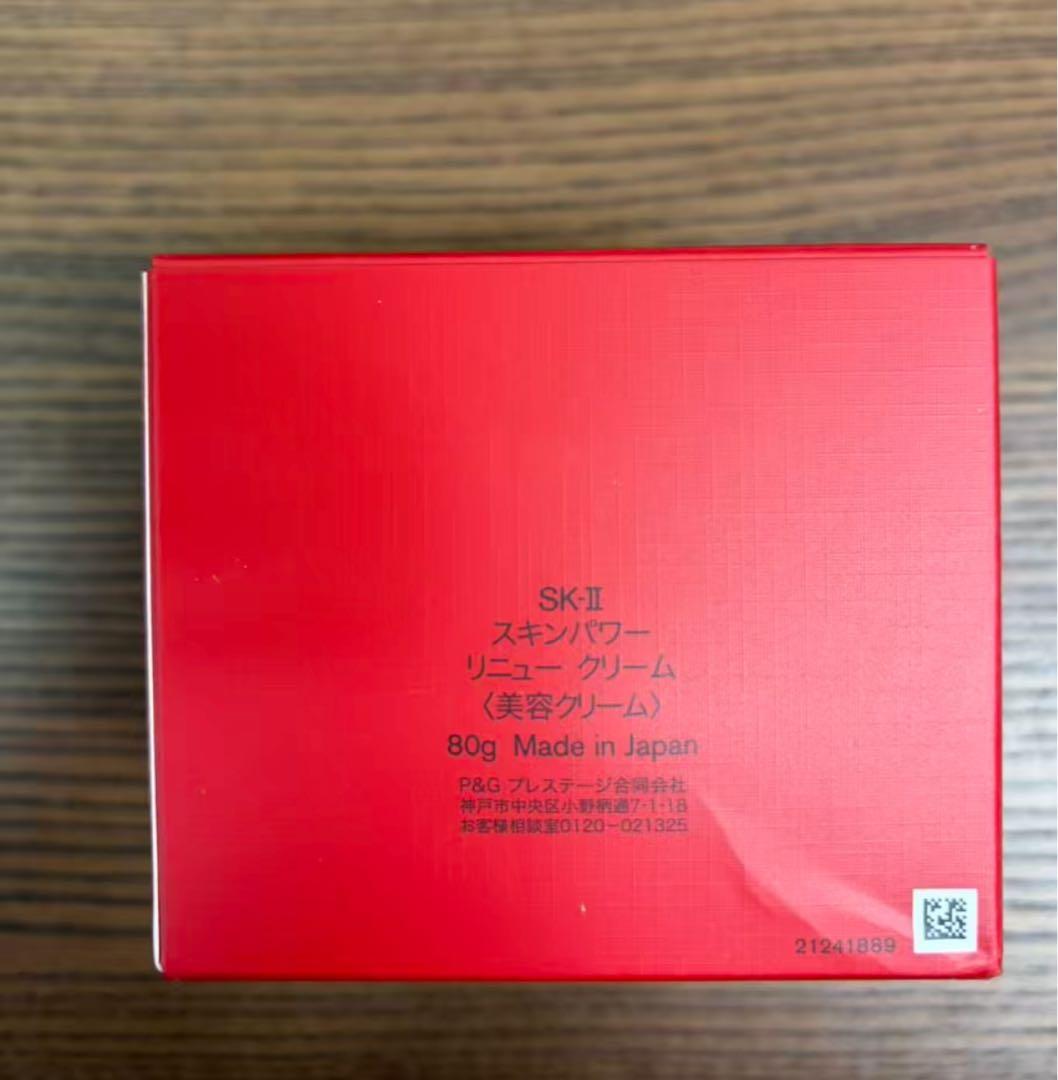 SK-II
スキンパワー
リニュー クリーム
〈美容クリーム〉
80g Made in Japan
P&G プレステージ合同会社
神戸市中央区小野柄通7-1-18
お客様相談室0120-021325
21241889